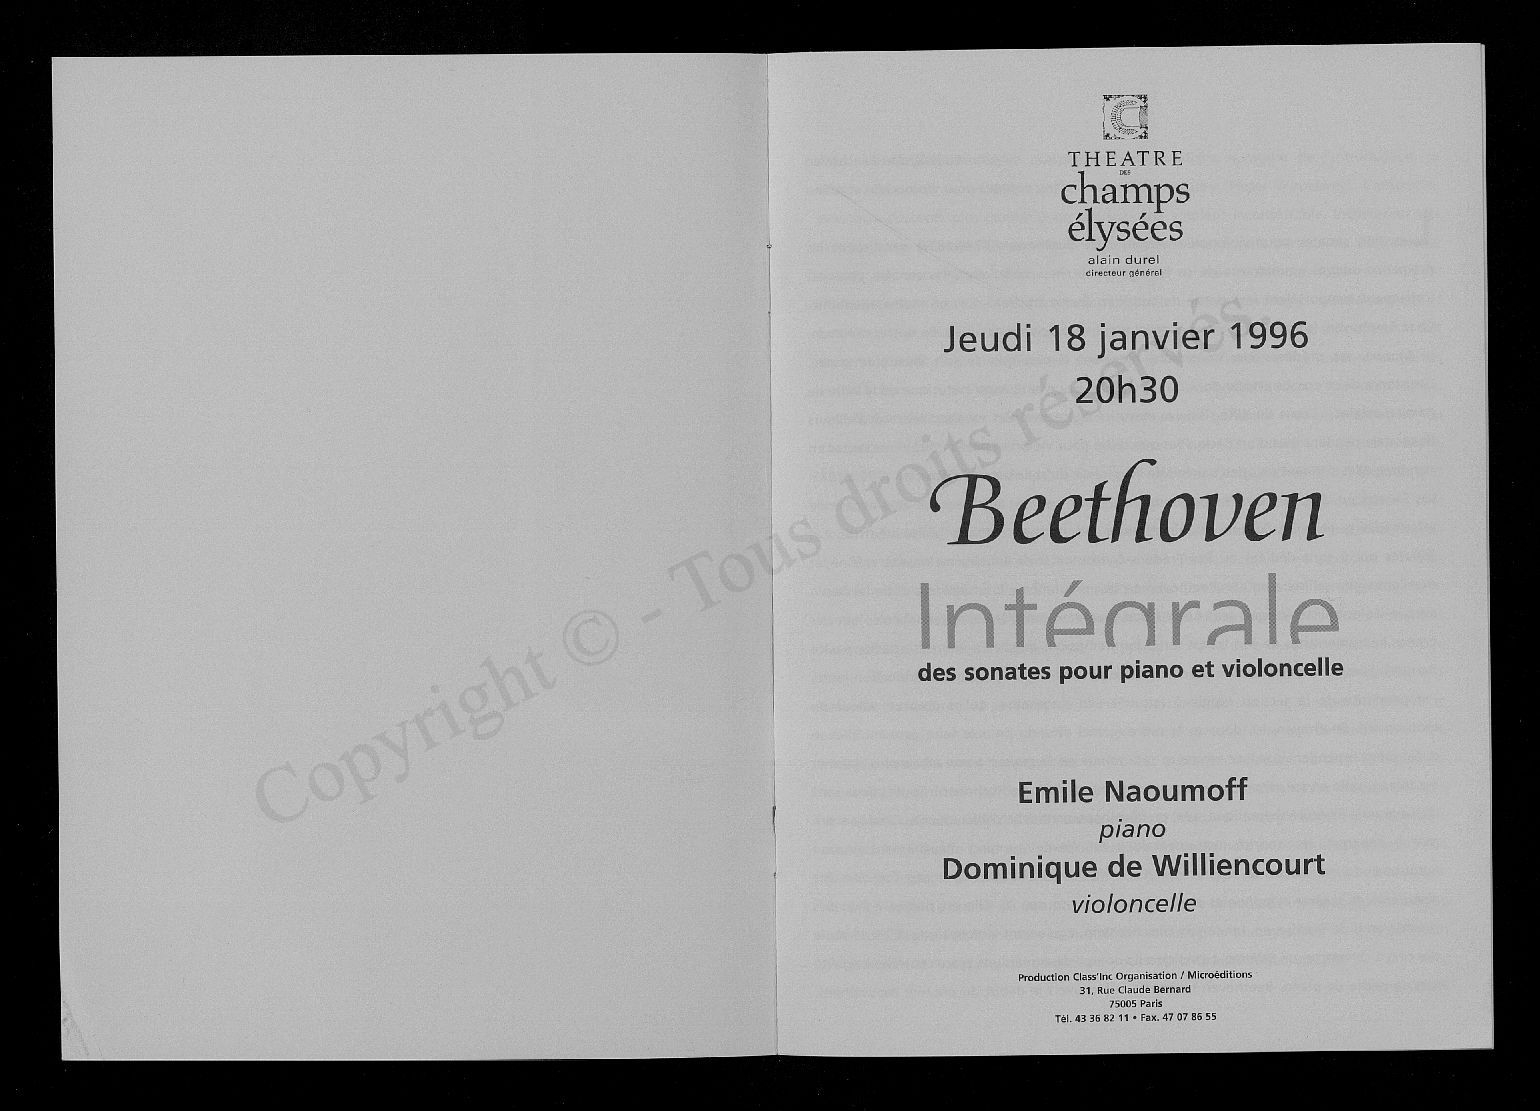 THEATRE
DES
champs
élysées
alain durel
directeur général
Jeudi 18 janvier 1996
20h30
Beethoven
Intégrale
des sonates pour piano et violoncelle
Emile Naoumoff
piano
Dominique de Williencourt
violoncelle
Production Class'Inc Organisation / Microéditions
31, Rue Claude Bernard
75005 Paris
Tél. 43 36 82 11 • Fax. 47 07 86 55
Copyright © - Tous droits réservés.